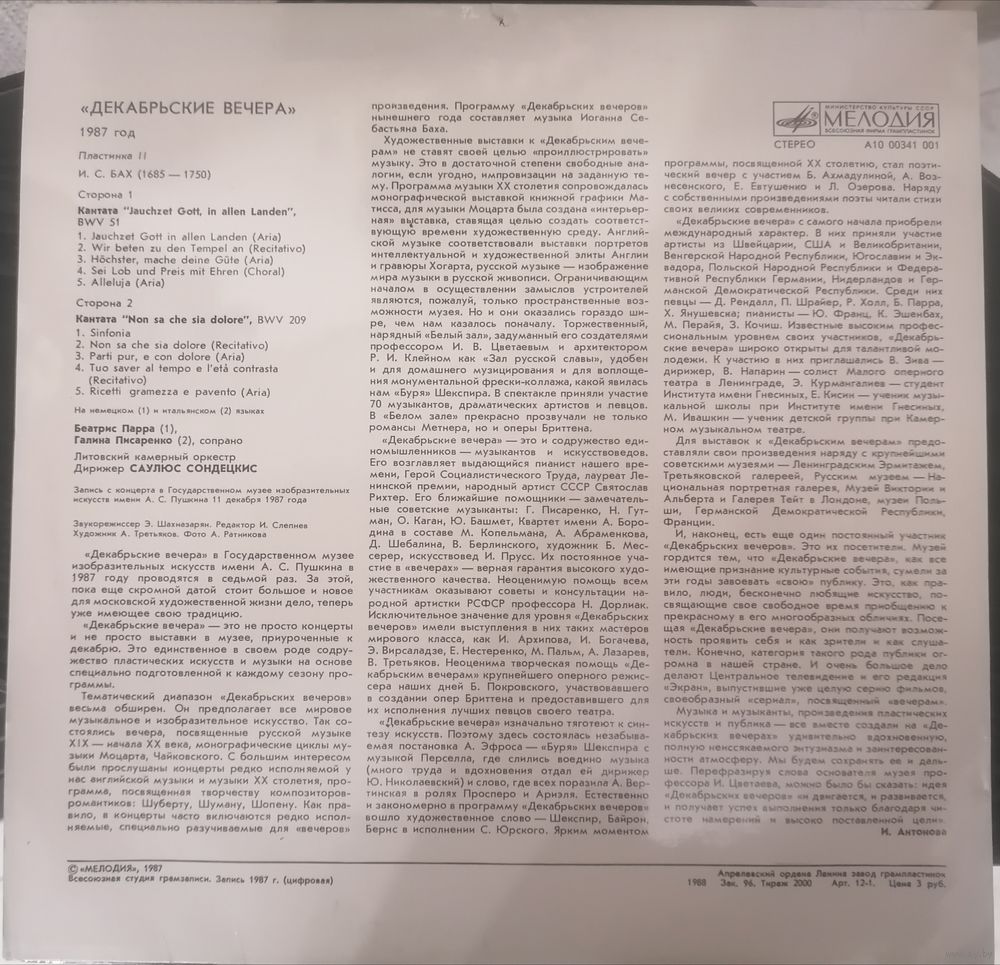 «ДЕКАБРЬСКИЕ ВЕЧЕРА»
1987 год
Пластинка II
И. С. БАХ (1685 — 1750)
Сторона 1
Кантата "Jauchzet Gott, in allen Landen",
BWV 51
1. Jauchzet Gott in allen Landen (Aria)
2. Wir beten zu den Tempel an (Recitativo)
3. Höchster, mache deine Güte (Aria)
4. Sei Lob und Preis mit Ehren (Choral)
5. Alleluja (Aria)
Сторона 2
Кантата "Non sa che sia dolore", BWV 209
1. Sinfonia
2. Non sa che sia dolore (Recitativo)
3. Parti pur, e con dolore (Aria)
4. Tuo saver al tempo e l'età contrasta
(Recitativo)
5. Ricetti gramezza e pavento (Aria)
На немецком (1) и итальянском (2) языках
Беатрис Парра (1),
Галина Писаренко (2), сопрано
Литовский камерный оркестр
Дирижер САУЛЮС СОНДЕЦКИС
Запись с концерта в Государственном музее изобразительных
искусств имени А. С. Пушкина 11 декабря 1987 года
Звукорежиссер Э. Шахназарян. Редактор И. Слепнев
Художник А. Третьяков. Фото А. Ратникова
«Декабрьские вечера» в Государственном музее
изобразительных искусств имени А. С. Пушкина в
1987 году проводятся в седьмой раз. За этой,
пока еще скромной датой стоит большое и новое
для московской художественной жизни дело, теперь
уже имеющее свою традицию.
«Декабрьские вечера» — это не просто концерты
и не просто выставки в музее, приуроченные к
декабрю. Это единственное в своем роде содру-
жество пластических искусств и музыки на основе
специально подготовленной к каждому сезону про-
граммы.
Тематический диапазон «Декабрьских вечеров»
весьма обширен. Он предполагает все мировое
музыкальное и изобразительное искусство. Так со-
стоялись вечера, посвященные русской музыке
XIX — начала XX века, монографические циклы му-
зыки Моцарта, Чайковского. С большим интересом
были прослушаны концерты редко исполняемой у
нас английской музыки и музыки XX столетия, про-
грамма, посвященная творчеству композиторов-
романтиков: Шуберту, Шуману, Шопену. Как пра-
вило, в концерты часто включаются редко испол-
няемые, специально разучиваемые для «вечеров»
произведения. Программу «Декабрьских вечеров»
нынешнего года составляет музыка Иоганна Се-
бастьяна Баха.
Художественные выставки к «Декабрьским вече-
рам» не ставят своей целью «проиллюстрировать»
музыку. Это в достаточной степени свободные ана-
логии, если угодно, импровизации на заданную те-
му. Программа музыки XX столетия сопровождалась
монографической выставкой книжной графики Ма-
тисса, для музыки Моцарта была создана «интерьер-
ная» выставка, ставящая целью создать соответст-
вующую времени художественную среду. Англий-
ской музыке соответствовали выставки портретов
интеллектуальной и художественной элиты Англии
и гравюры Хогарта, русской музыке — изображение
мира музыки в русской живописи. Ограничивающим
началом в осуществлении замыслов устроителей
являются, пожалуй, только пространственные воз-
можности музея. Но и они оказались гораздо ши-
ре, чем нам казалось поначалу. Торжественный,
нарядный «Белый зал», задуманный его создателями
профессором И. В. Цветаевым и архитектором
Р. И. Клейном как «Зал русской славы», удобен
и для домашнего музицирования и для воплоще-
ния монументальной фрески-коллажа, какой явилась
нам «Буря» Шекспира. В спектакле приняли участие
70 музыкантов, драматических артистов и певцов.
В «Белом зале» прекрасно прозвучали не только
романсы Метнера, но и оперы Бриттена.
«Декабрьские вечера» — это и содружество еди-
номышленников — музыкантов и искусствоведов.
Его возглавляет выдающийся пианист нашего вре-
мени, Герой Социалистического Труда, лауреат Ле-
нинской премии, народный артист СССР Святослав
Рихтер. Его ближайшие помощники — замечатель-
ные советские музыканты: Г. Писаренко, Н. Гут-
ман, О. Каган, Ю. Башмет, Квартет имени А. Боро-
дина в составе М. Копельмана, А. Абраменкова,
Д. Шебалина, В. Берлинского, художник Б. Мес-
серер, искусствовед И. Прусс. Их постоянное уча-
стие в «вечерах» — верная гарантия высокого худо-
жественного качества. Неоценимую помощь всем
участникам оказывают советы и консультации на-
родной артистки РСФСР профессора Н. Дорлиак.
Исключительное значение для уровня «Декабрьских
вечеров» имели выступления в них таких мастеров
мирового класса, как И. Архипова, И. Богачева,
Э. Вирсаладзе, Е. Нестеренко, М. Пальм, А. Лазарев,
В. Третьяков. Неоценима творческая помощь «Де-
кабрьским вечерам» крупнейшего оперного режис-
сера наших дней Б. Покровского, участвовавшего
в создании опер Бриттена и предоставившего для
их исполнения лучших певцов своего театра.
«Декабрьские вечера» изначально тяготеют к син-
тезу искусств. Поэтому здесь состоялась незабыва-
емая постановка А. Эфроса — «Буря» Шекспира с
музыкой Перселла, где слились воедино музыка
(много труда и вдохновения отдал ей дирижер
Ю. Николаевский) и слово, где всех поразила А. Вер-
тинская в ролях Просперо и Ариэля. Естественно
и закономерно в программу «Декабрьских вечеров»
вошло художественное слово — Шекспир, Байрон,
Бернс в исполнении С. Юрского. Ярким моментом
МИНИСТЕРСТВО КУЛЬТУРЫ СССР
МЕЛОДИЯ
ВСЕСОЮЗНАЯ ФИРМА ГРАМПЛАСТИНОК
СТЕРЕО А10 00341 001
программы, посвященной XX столетию, стал поэти-
ческий вечер с участием Б. Ахмадулиной, А. Воз-
несенского, Е. Евтушенко и Л. Озерова. Наряду
с собственными произведениями поэты читали стихи
своих великих современников.
«Декабрьские вечера» с самого начала приобрели
международный характер. В них приняли участие
артисты из Швейцарии, США и Великобритании,
Венгерской Народной Республики, Югославии и Эк-
вадора, Польской Народной Республики и Федера-
тивной Республики Германии, Нидерландов и Гер-
манской Демократической Республики. Среди них
певцы — Д. Рендалл, П. Шрайер, Р. Холл, Б. Парра,
Х. Янушевска; пианисты — Ю. Франц, К. Эшенбах,
М. Перайя, З. Кочиш. Известные высоким профес-
сиональным уровнем своих участников, «Декабрь-
ские вечера» широко открыты для талантливой мо-
лодежи. К участию в них приглашались В. Зива —
дирижер, В. Напарин — солист Малого оперного
театра в Ленинграде, Э. Курмангалиев — студент
Института имени Гнесиных, Е. Кисин — ученик музы-
кальной школы при Институте имени Гнесиных,
М. Ивашкин — ученик детской группы при Камер-
ном музыкальном театре.
Для выставок к «Декабрьским вечерам» предо-
ставляли свои произведения наряду с крупнейшими
советскими музеями — Ленинградским Эрмитажем,
Третьяковской галереей, Русским музеем — На-
циональная портретная галерея, Музей Виктории и
Альберта и Галерея Тейт в Лондоне, музеи Поль-
ши, Германской Демократической Республики,
Франции.
И, наконец, есть еще один постоянный участник
«Декабрьских вечеров». Это их посетители. Музей
гордится тем, что «Декабрьские вечера», как все
имеющие признание культурные события, сумели за
эти годы завоевать «свою» публику. Это, как пра-
вило, люди, бесконечно любящие искусство, по-
свящающие свое свободное время приобщению к
прекрасному в его многообразных обличиях. Посе-
щая «Декабрьские вечера», они получают возмож-
ность проявить себя и как зрители и как слуша-
тели. Конечно, категория такого рода публики ог-
ромна в нашей стране. И очень большое дело
делают Центральное телевидение и его редакция
«Экран», выпустившие уже целую серию фильмов,
своеобразный «сериал», посвященный «вечерам».
Музыка и музыканты, произведения пластических
искусств и публика — все вместе создали на «Де-
кабрьских вечерах» удивительно вдохновенную,
полную неиссякаемого энтузиазма и заинтересован-
ности атмосферу. Мы будем сохранять ее и даль-
ше. Перефразируя слова основателя музея про-
фессора И. Цветаева, можно было бы сказать: идея
«Декабрьских вечеров» «и двигается, и развивается,
и получает успех выполнения только благодаря чи-
стоте намерений и высоко поставленной цели».
И. Антонова
© «МЕЛОДИЯ», 1987
Всесоюзная студия грамзаписи. Запись 1987 г. (цифровая)
Апрелевский ордена Ленина завод грампластинок
1988 Зак. 96. Тираж 2000 Арт. 12-1. Цена 3 руб.